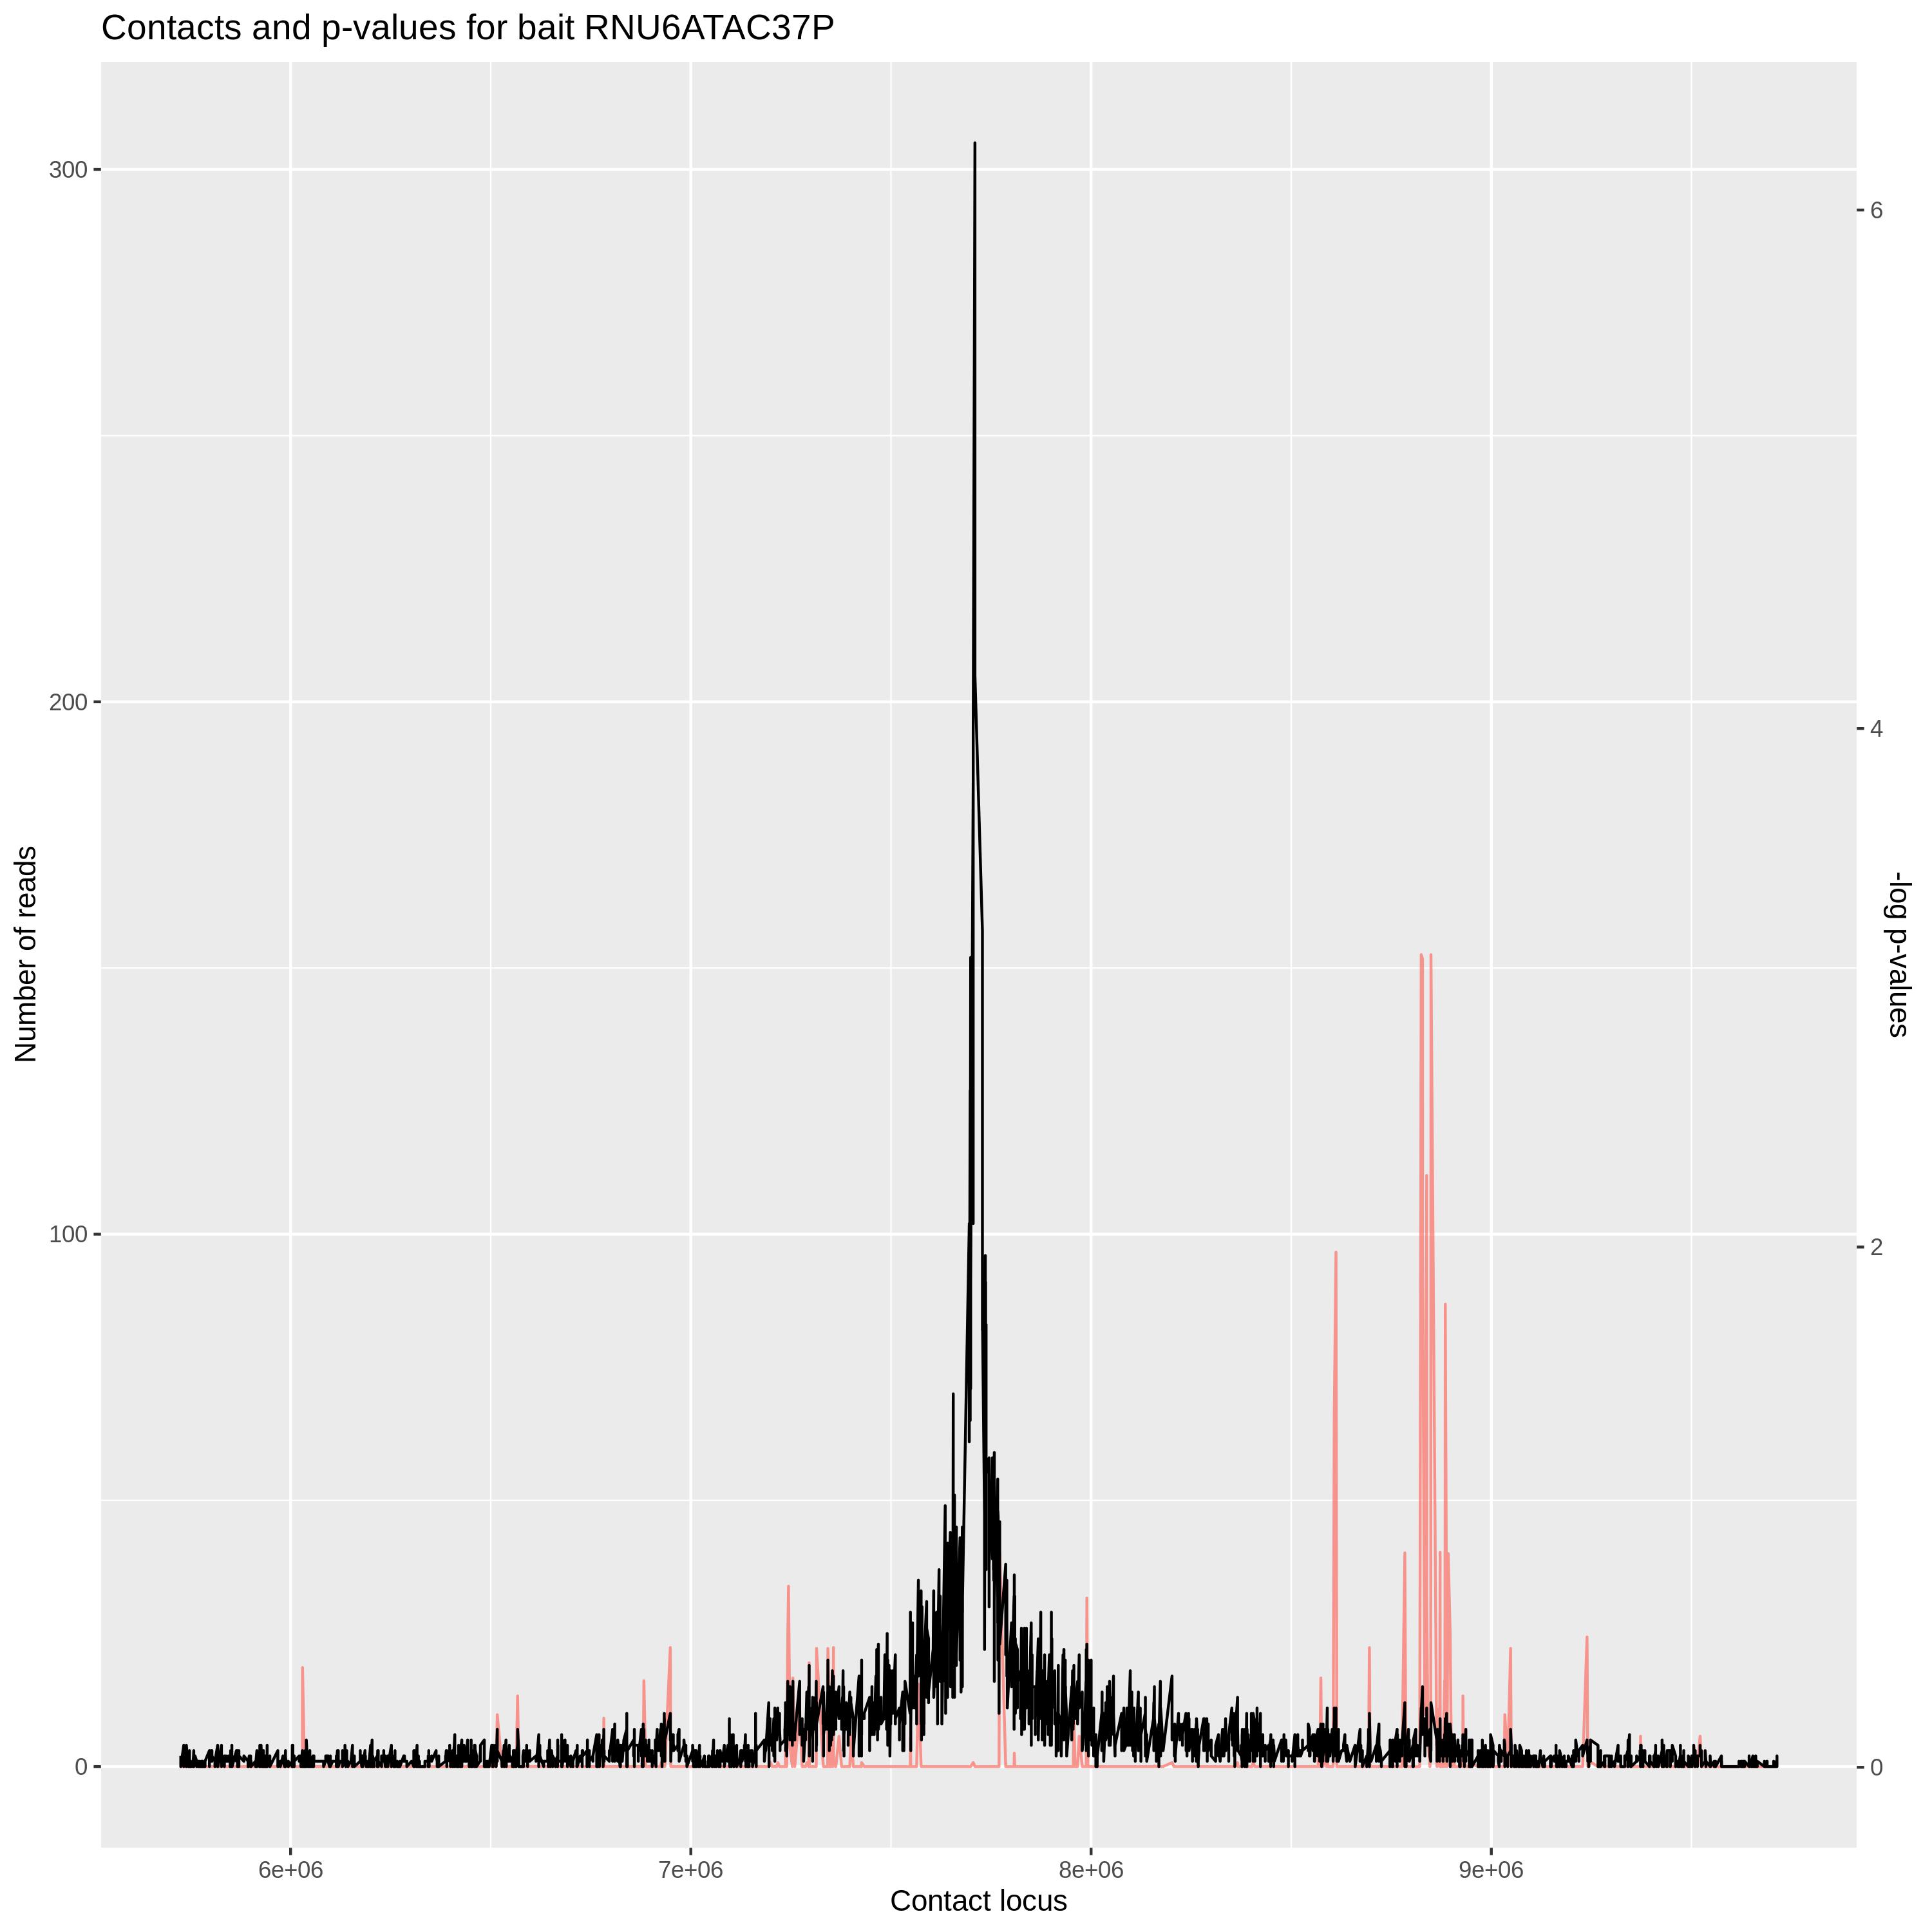 Contacts and p-values for bait RNU6ATAC37P
300
200
100
0
Number of reads
6
4
2
0
-log p-values
6e+06
7e+06
8e+06
9e+06
Contact locus